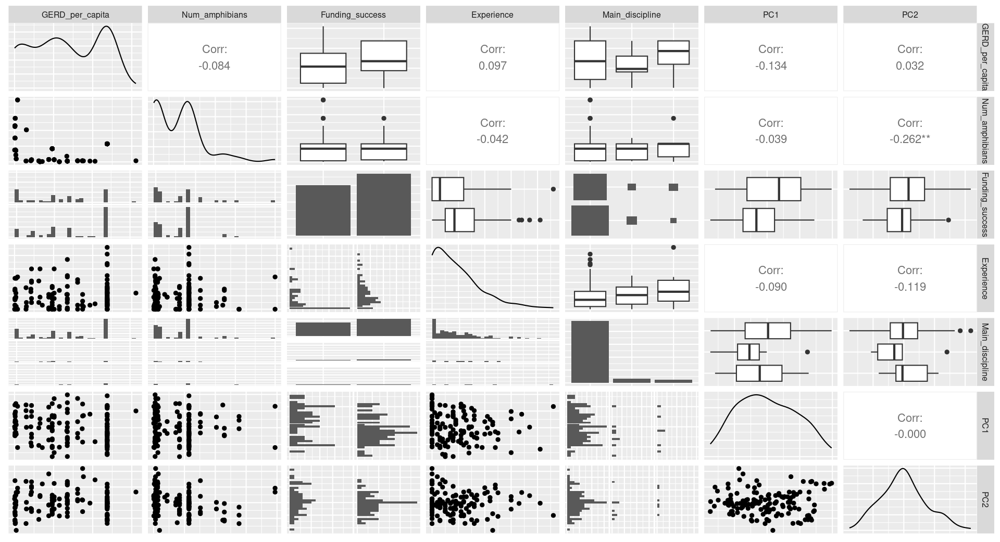 GERD_per_capita
Num_amphibians
Funding_success
Experience
Main_discipline
PC1
PC2
Corr:
-0.084
Corr:
0.097
Corr:
-0.134
Corr:
0.032
GERD_per_capita
Corr:
-0.042
Corr:
-0.039
Corr:
-0.262**
Num_amphibians
Funding_success
Corr:
-0.090
Corr:
-0.119
Experience
Main_discipline
Corr:
-0.000
PC1
PC2